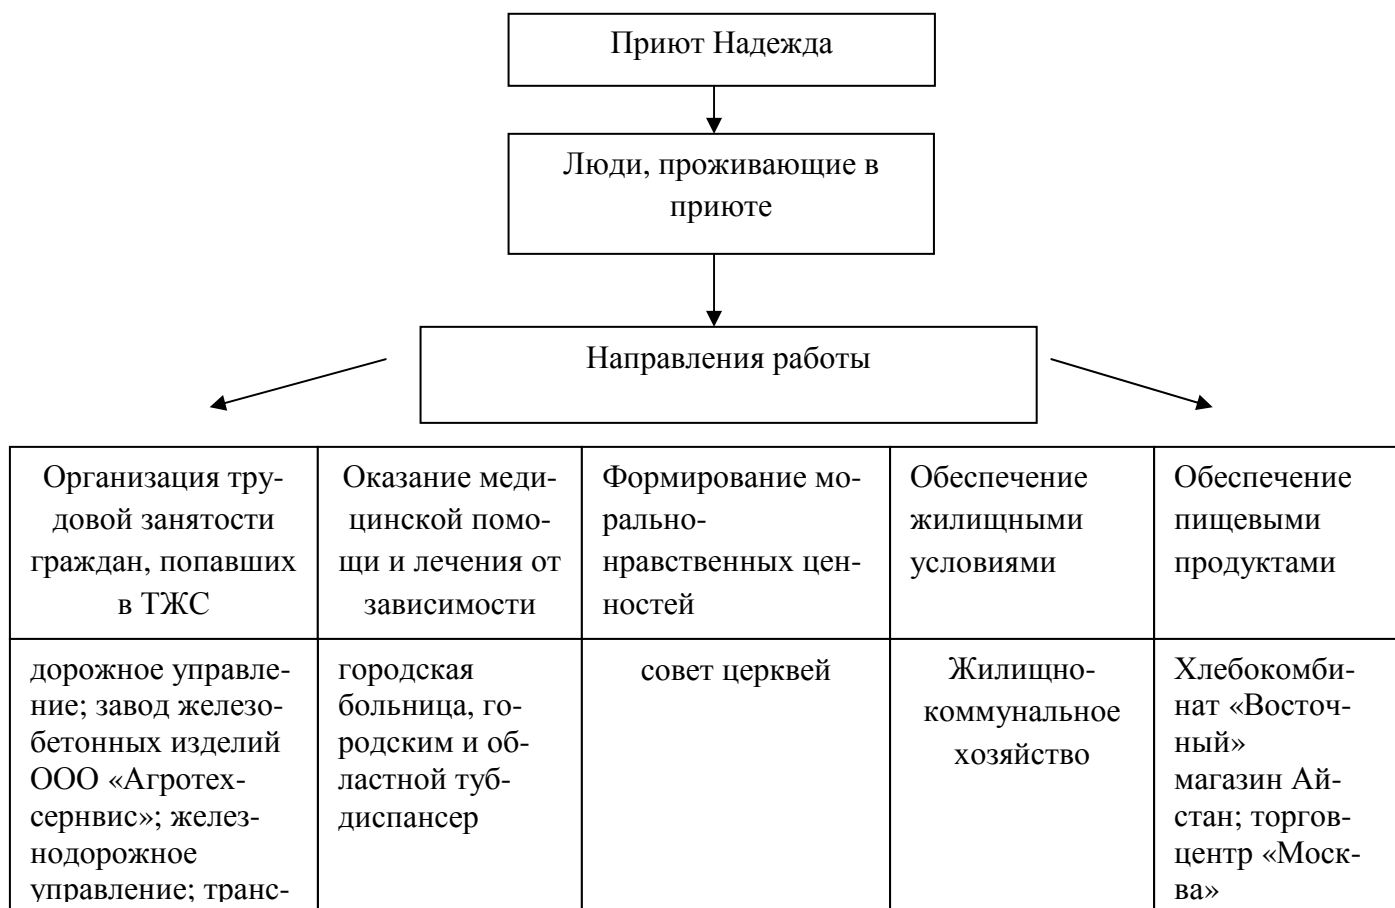 Приют Надежда
Люди, проживающие в
приюте
Направления работы
Организация тру-
довой занятости
граждан, попавших
в ТЖС
Оказание меди-
цинской помо-
щи и лечения от
зависимости
Формирование мо-
рально-
нравственных цен-
ностей
Обеспечение
жилищными
условиями
Обеспечение
пищевыми
продуктами
дорожное управле-
ние; завод железо-
бетонных изделий
ООО «Агротех-
сернвис»; желез-
нодорожное
управление; транс-
городская
больница, го-
родским и об-
ластной туб-
диспансер
совет церквей
Жилищно-
коммунальное
хозяйство
Хлебокомби-
нат «Восточ-
ный»
магазин Ай-
стан; торгов-
центр «Моск-
ва»